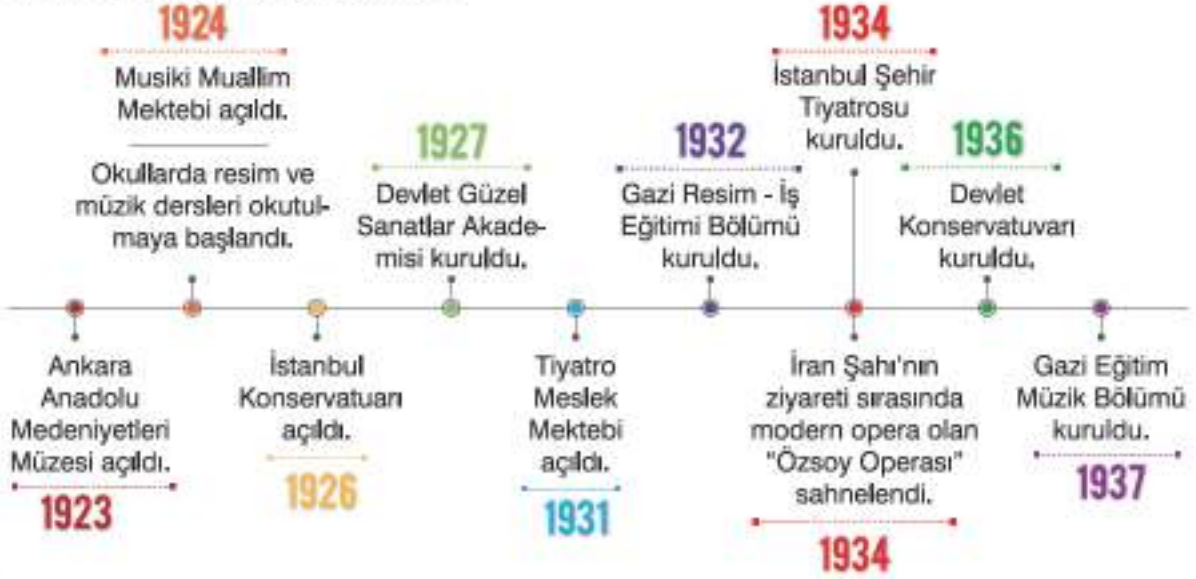 1924
Musiki Muallim
Mektebi açıldı.
Okullarda resim ve
müzik dersleri okutul-
maya başlandı.
1927
Devlet Güzel
Sanatlar Akade-
misi kuruldu.
1932
Gazi Resim - İş
Eğitimi Bölümü
kuruldu.
1934
İstanbul Şehir
Tiyatrosu
kuruldu.
1936
Devlet
Konservatuvarı
kuruldu.
Ankara
Anadolu
Medeniyetleri
Müzesi açıldı.
1923
İstanbul
Konservatuarı
açıldı.
1926
Tiyatro
Meslek
Mektebi
açıldı.
1931
İran Şahı'nın
ziyareti sırasında
modern opera olan
"Özsoy Operası"
sahnelendi.
1934
Gazi Eğitim
Müzik Bölümü
kuruldu.
1937